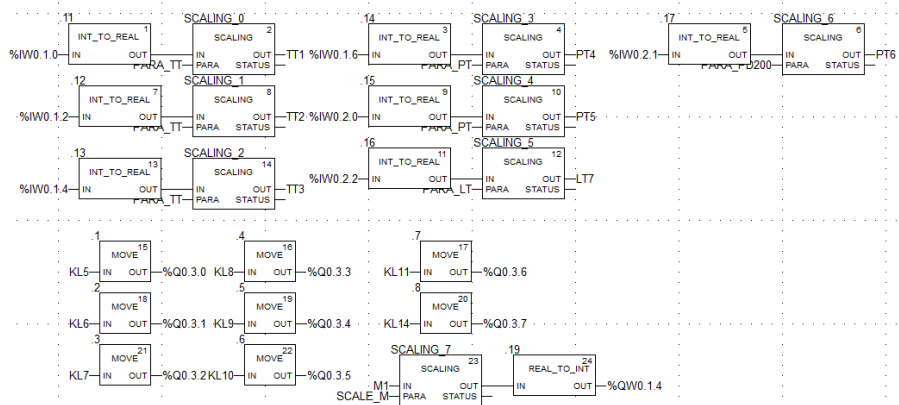 .11 SCALING_0 .14 SCALING_3 .17 SCALING_6
1 2 3 4 5 6
INT_TO_REAL SCALING INT_TO_REAL SCALING INT_TO_REAL SCALING
%IW0.1.0 IN OUT IN OUT TT1 %IW0.1.6 IN OUT IN OUT PT4 %IW0.2.1 IN OUT IN OUT PT6
PARA_TT PARA STATUS PARA_PT PARA STATUS PARA_PD200 PARA STATUS
.12 SCALING_1 .15 SCALING_4
7 8 9 10
INT_TO_REAL SCALING INT_TO_REAL SCALING
%IW0.1.2 IN OUT IN OUT TT2 %IW0.2.0 IN OUT IN OUT PT5
PARA_TT PARA STATUS PARA_PT PARA STATUS
.13 SCALING_2 .16 SCALING_5
13 14 11 12
INT_TO_REAL SCALING INT_TO_REAL SCALING
%IW0.1.4 IN OUT IN OUT TT3 %IW0.2.2 IN OUT IN OUT LT7
PARA_TT PARA STATUS PARA_LT PARA STATUS
.1 .4 .7
15 16 17
MOVE MOVE MOVE
KL5 IN OUT %Q0.3.0 KL8 IN OUT %Q0.3.3 KL11 IN OUT %Q0.3.6
.2 .5 .8
18 19 20
MOVE MOVE MOVE
KL6 IN OUT %Q0.3.1 KL9 IN OUT %Q0.3.4 KL14 IN OUT %Q0.3.7
.3 .6 SCALING_7 .19
21 22 23 24
MOVE MOVE SCALING REAL_TO_INT
KL7 IN OUT %Q0.3.2 KL10 IN OUT %Q0.3.5 M1 IN OUT IN OUT %QW0.1.4
SCALE_M PARA STATUS